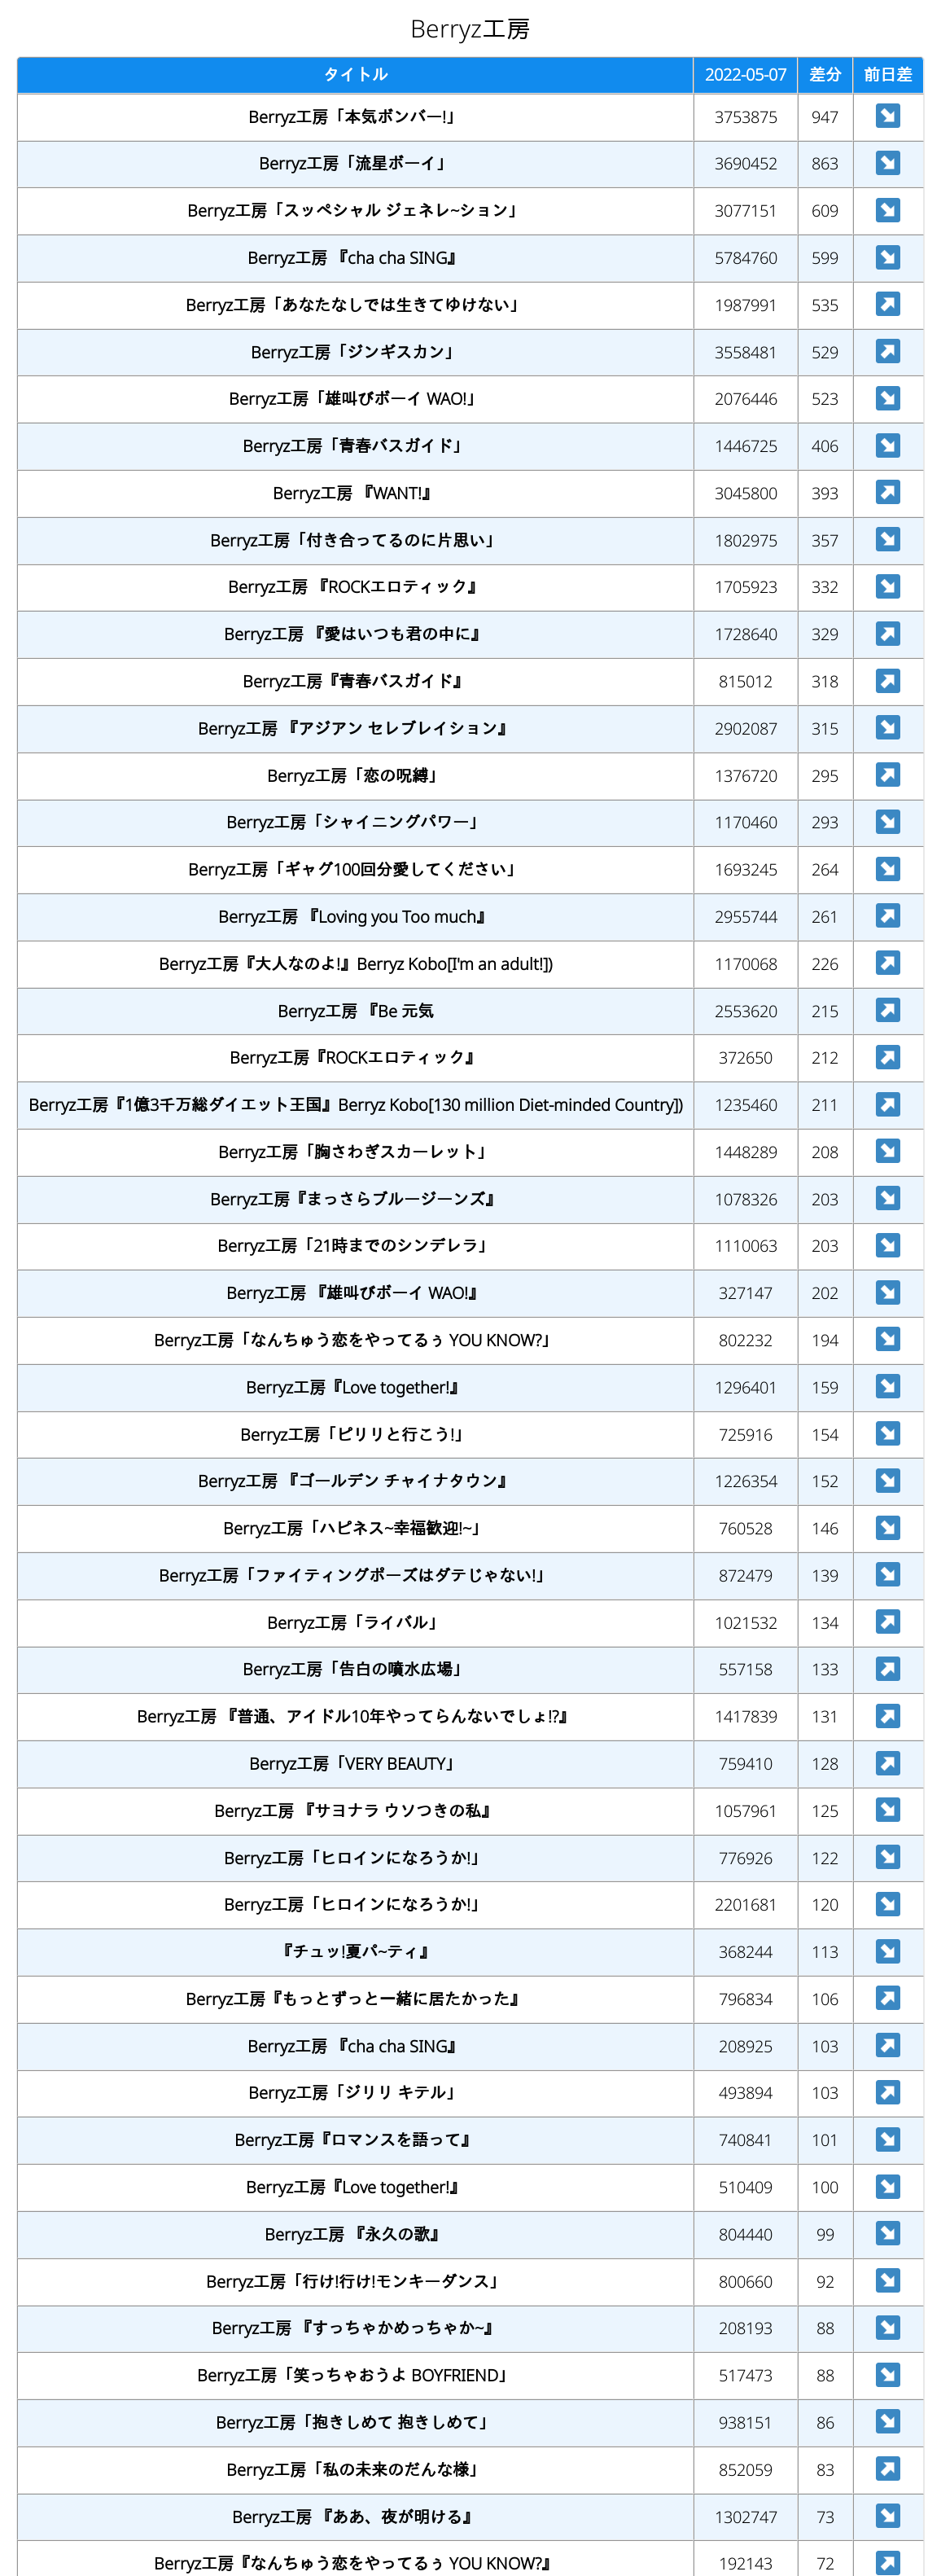 Berryz工房
タイトル 2022-05-07 差分 前日差
Berryz工房「本気ボンバー!」 3753875 947
Berryz工房「流星ボーイ」 3690452 863
Berryz工房「スッペシャル ジェネレ~ション」 3077151 609
Berryz工房 『cha cha SING』 5784760 599
Berryz工房「あなたなしでは生きてゆけない」 1987991 535
Berryz工房「ジンギスカン」 3558481 529
Berryz工房「雄叫びボーイ WAO!」 2076446 523
Berryz工房「青春バスガイド」 1446725 406
Berryz工房 『WANT!』 3045800 393
Berryz工房「付き合ってるのに片思い」 1802975 357
Berryz工房 『ROCKエロティック』 1705923 332
Berryz工房 『愛はいつも君の中に』 1728640 329
Berryz工房『青春バスガイド』 815012 318
Berryz工房 『アジアン セレブレイション』 2902087 315
Berryz工房「恋の呪縛」 1376720 295
Berryz工房「シャイニングパワー」 1170460 293
Berryz工房「ギャグ100回分愛してください」 1693245 264
Berryz工房 『Loving you Too much』 2955744 261
Berryz工房『大人なのよ!』Berryz Kobo[I'm an adult!]) 1170068 226
Berryz工房 『Be 元気 2553620 215
Berryz工房『ROCKエロティック』 372650 212
Berryz工房『1億3千万総ダイエット王国』Berryz Kobo[130 million Diet-minded Country]) 1235460 211
Berryz工房「胸さわぎスカーレット」 1448289 208
Berryz工房『まっさらブルージーンズ』 1078326 203
Berryz工房「21時までのシンデレラ」 1110063 203
Berryz工房 『雄叫びボーイ WAO!』 327147 202
Berryz工房「なんちゅう恋をやってるぅ YOU KNOW?」 802232 194
Berryz工房『Love together!』 1296401 159
Berryz工房「ピリリと行こう!」 725916 154
Berryz工房 『ゴールデン チャイナタウン』 1226354 152
Berryz工房「ハピネス~幸福歓迎!~」 760528 146
Berryz工房「ファイティングポーズはダテじゃない!」 872479 139
Berryz工房「ライバル」 1021532 134
Berryz工房「告白の噴水広場」 557158 133
Berryz工房 『普通、アイドル10年やってらんないでしょ!?』 1417839 131
Berryz工房「VERY BEAUTY」 759410 128
Berryz工房 『サヨナラ ウソつきの私』 1057961 125
Berryz工房「ヒロインになろうか!」 776926 122
Berryz工房「ヒロインになろうか!」 2201681 120
『チュッ!夏パ~ティ』 368244 113
Berryz工房『もっとずっと一緒に居たかった』 796834 106
Berryz工房 『cha cha SING』 208925 103
Berryz工房「ジリリ キテル」 493894 103
Berryz工房『ロマンスを語って』 740841 101
Berryz工房『Love together!』 510409 100
Berryz工房 『永久の歌』 804440 99
Berryz工房「行け!行け!モンキーダンス」 800660 92
Berryz工房 『すっちゃかめっちゃか~』 208193 88
Berryz工房「笑っちゃおうよ BOYFRIEND」 517473 88
Berryz工房「抱きしめて 抱きしめて」 938151 86
Berryz工房「私の未来のだんな様」 852059 83
Berryz工房 『ああ、夜が明ける』 1302747 73
Berryz工房『なんちゅう恋をやってるぅ YOU KNOW?』 192143 72